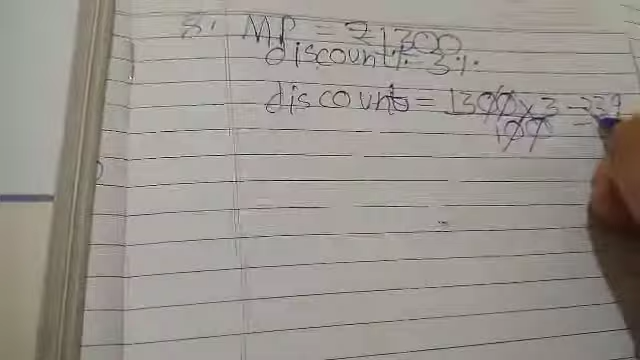 8. MP = ₹1300
discount% = 3%.
discount = 1300 x 3 = ₹39
100